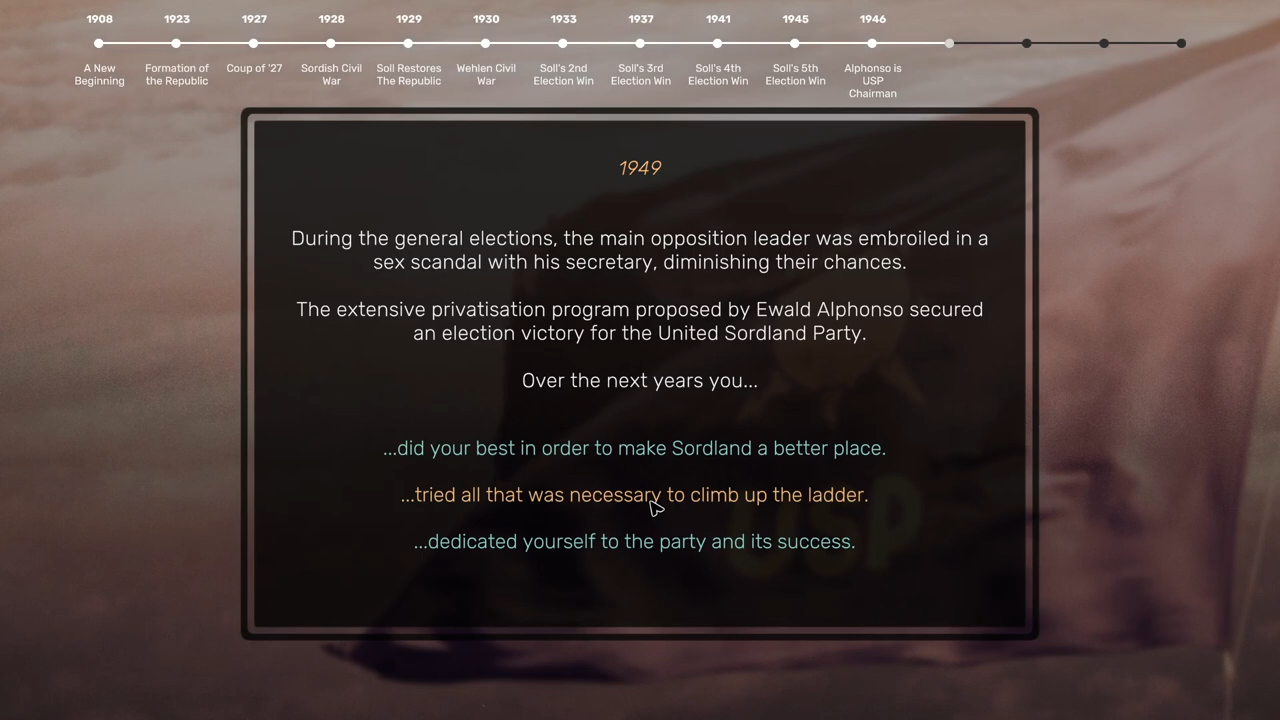 1908 1923 1927 1928 1929 1930 1933 1937 1941 1945 1946
A New Beginning
Formation of the Republic
Coup of '27
Sordish Civil War
Soll Restores The Republic
Wehlen Civil War
Soll's 2nd Election Win
Soll's 3rd Election Win
Soll's 4th Election Win
Soll's 5th Election Win
Alphonso is USP Chairman
1949
During the general elections, the main opposition leader was embroiled in a
sex scandal with his secretary, diminishing their chances.
The extensive privatisation program proposed by Ewald Alphonso secured
an election victory for the United Sordland Party.
Over the next years you...
...did your best in order to make Sordland a better place.
...tried all that was necessary to climb up the ladder.
...dedicated yourself to the party and its success.
USP